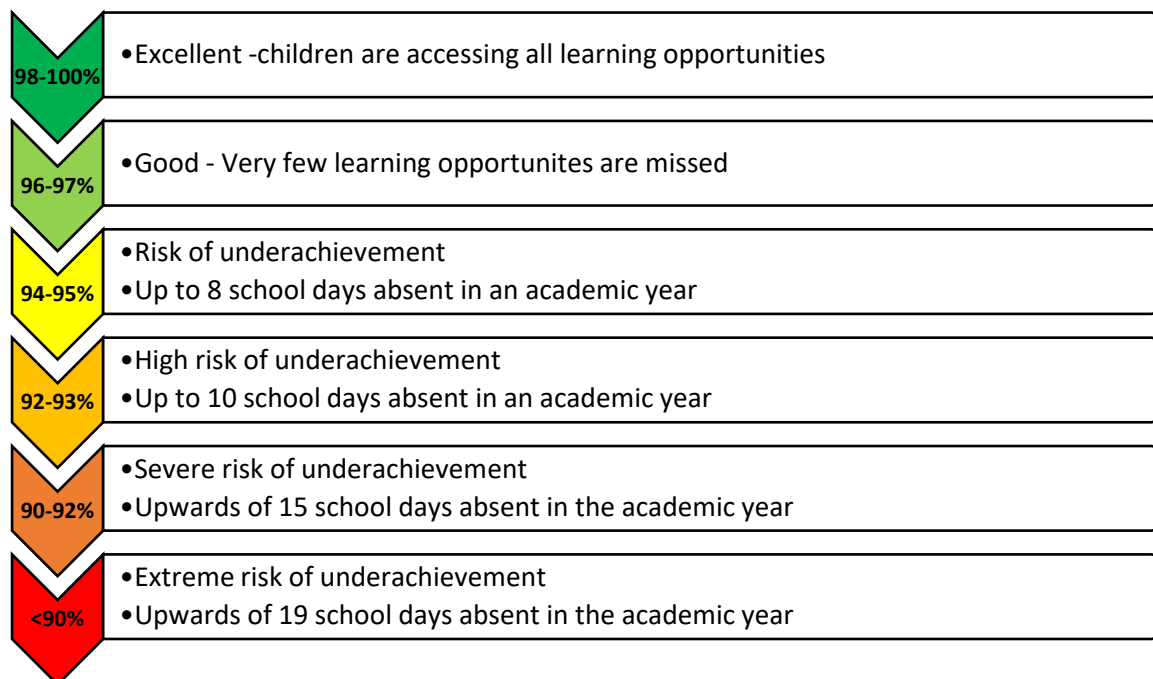 98-100%
•Excellent -children are accessing all learning opportunities
96-97%
•Good - Very few learning opportunites are missed
94-95%
•Risk of underachievement
•Up to 8 school days absent in an academic year
92-93%
•High risk of underachievement
•Up to 10 school days absent in an academic year
90-92%
•Severe risk of underachievement
•Upwards of 15 school days absent in the academic year
<90%
•Extreme risk of underachievement
•Upwards of 19 school days absent in the academic year